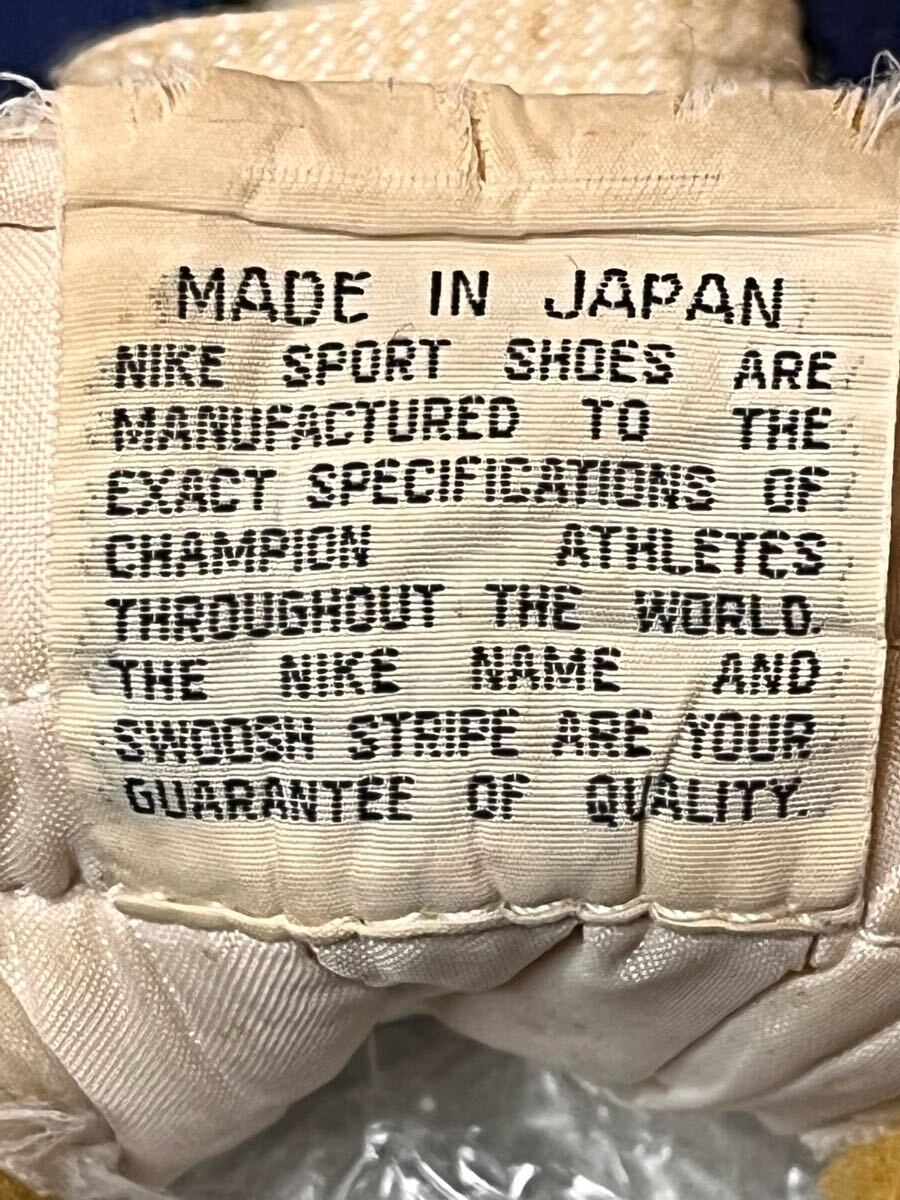 MADE IN JAPAN
NIKE SPORT SHOES ARE
MANUFACTURED TO THE
EXACT SPECIFICATIONS OF
CHAMPION ATHLETES
THROUGHOUT THE WORLD.
THE NIKE NAME AND
SWOOSH STRIPE ARE YOUR
GUARANTEE OF QUALITY.